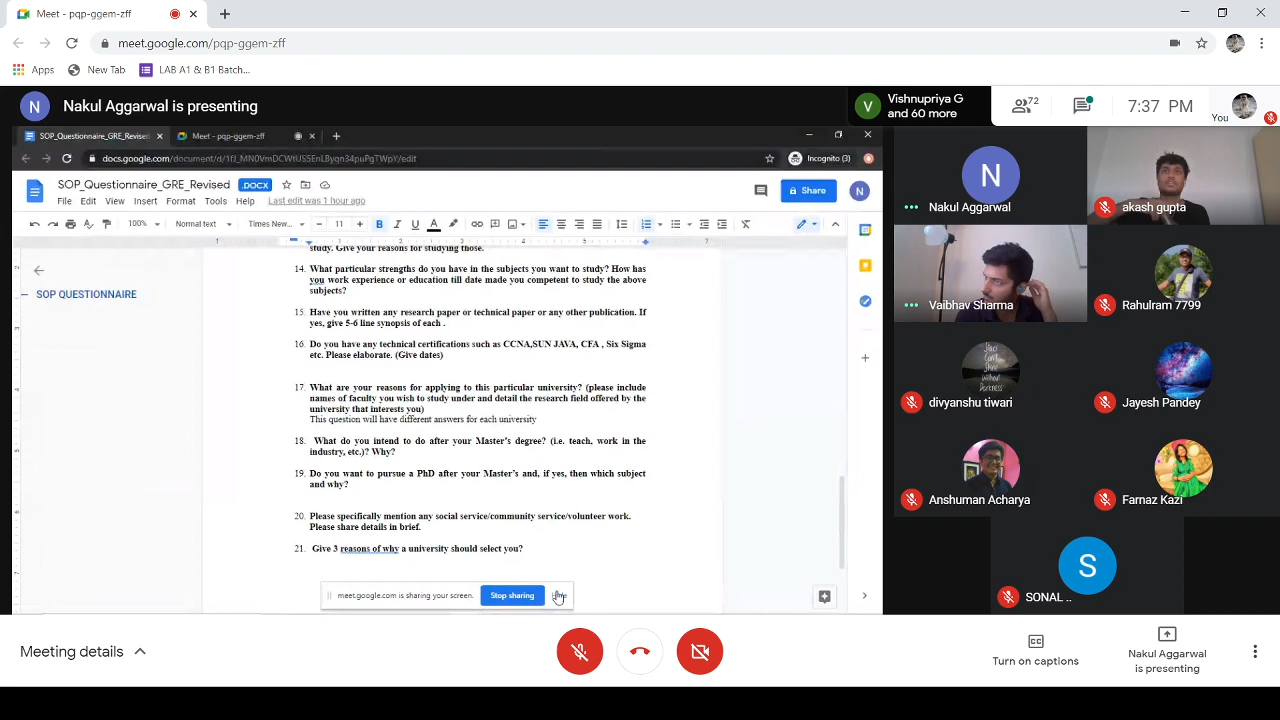 Meet - pqp-ggem-zff
meet.google.com/pqp-ggem-zff
Apps
New Tab
LAB A1 & B1 Batch...
N
Nakul Aggarwal is presenting
V
Vishnupriya G
and 60 more
72
7:37 PM
You
SOP_Questionnaire_GRE_Revised
Meet - pqp-ggem-zff
Incognito (3)
SOP_Questionnaire_GRE_Revised
.DOCX
File Edit View Insert Format Tools Help
Last edit was 1 hour ago
Share
N
100%
Normal text
Times New...
11
B I U A
1 1 2 3 4 5 7
SOP QUESTIONNAIRE
study. Give your reasons for studying those.
14. What particular strengths do you have in the subjects you want to study? How has
you work experience or education till date made you competent to study the above
subjects?
15. Have you written any research paper or technical paper or any other publication. If
yes, give 5-6 line synopsis of each .
16. Do you have any technical certifications such as CCNA,SUN JAVA, CFA , Six Sigma
etc. Please elaborate. (Give dates)
17. What are your reasons for applying to this particular university? (please include
names of faculty you wish to study under and detail the research field offered by the
university that interests you)
This question will have different answers for each university
18. What do you intend to do after your Master's degree? (i.e. teach, work in the
industry, etc.)? Why?
19. Do you want to pursue a PhD after your Master's and, if yes, then which subject
and why?
20. Please specifically mention any social service/community service/volunteer work.
Please share details in brief.
21. Give 3 reasons of why a university should select you?
meet.google.com is sharing your screen.
Stop sharing
N
Nakul Aggarwal
akash gupta
Vaibhav Sharma
Rahulram 7799
divyanshu tiwari
Jayesh Pandey
Anshuman Acharya
Farnaz Kazi
S
SONAL ..
Meeting details
Turn on captions
Nakul Aggarwal
is presenting